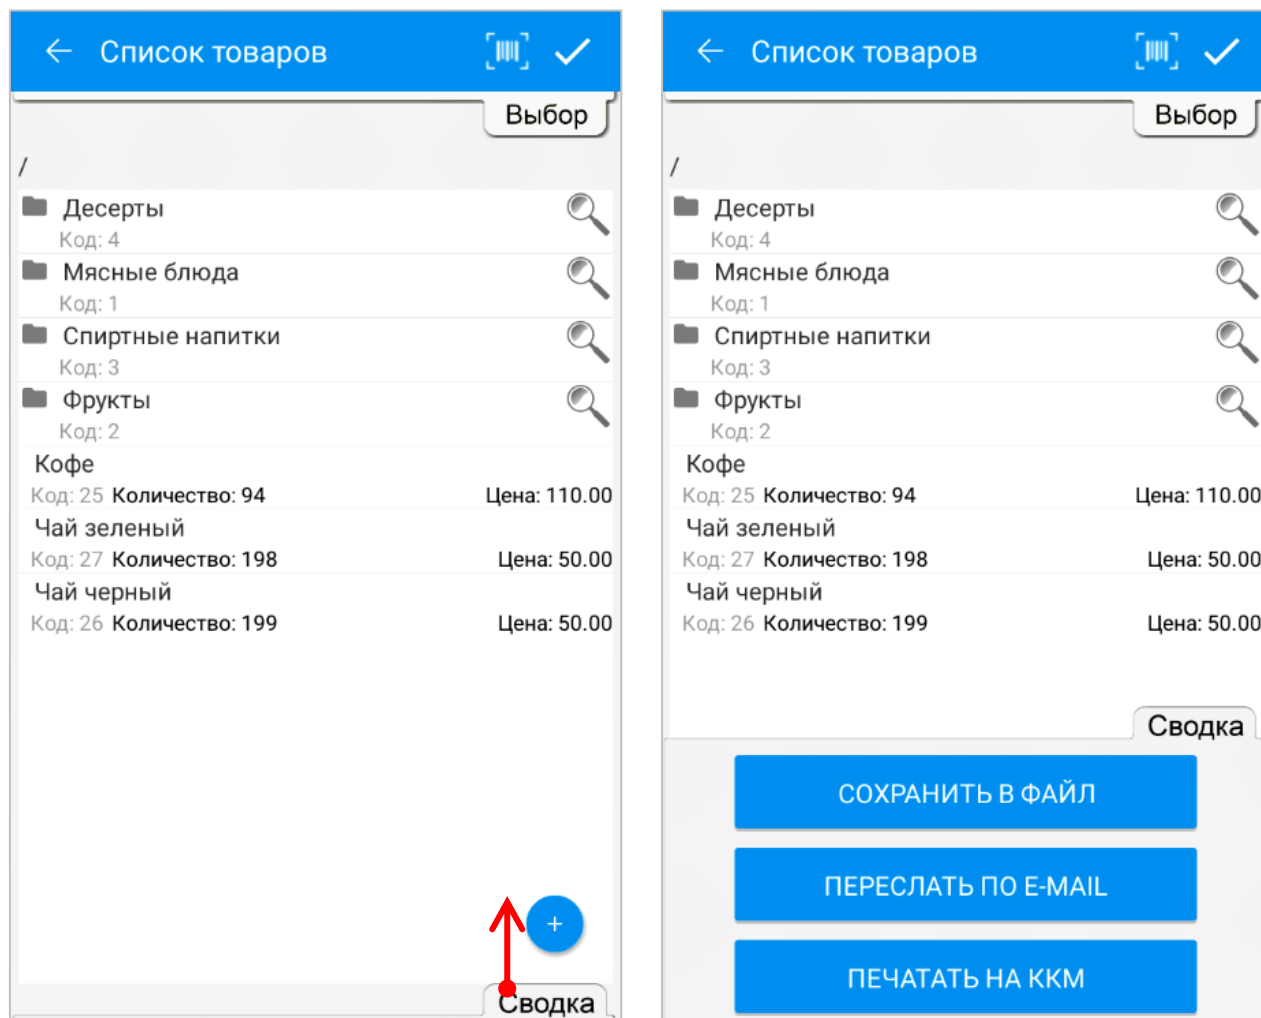 Список товаров
Выбор
/
Десерты
Код: 4
Мясные блюда
Код: 1
Спиртные напитки
Код: 3
Фрукты
Код: 2
Кофе
Код: 25 Количество: 94 Цена: 110.00
Чай зеленый
Код: 27 Количество: 198 Цена: 50.00
Чай черный
Код: 26 Количество: 199 Цена: 50.00
+
Сводка
Список товаров
Выбор
/
Десерты
Код: 4
Мясные блюда
Код: 1
Спиртные напитки
Код: 3
Фрукты
Код: 2
Кофе
Код: 25 Количество: 94 Цена: 110.00
Чай зеленый
Код: 27 Количество: 198 Цена: 50.00
Чай черный
Код: 26 Количество: 199 Цена: 50.00
Сводка
СОХРАНИТЬ В ФАЙЛ
ПЕРЕСЛАТЬ ПО E-MAIL
ПЕЧАТАТЬ НА ККМ